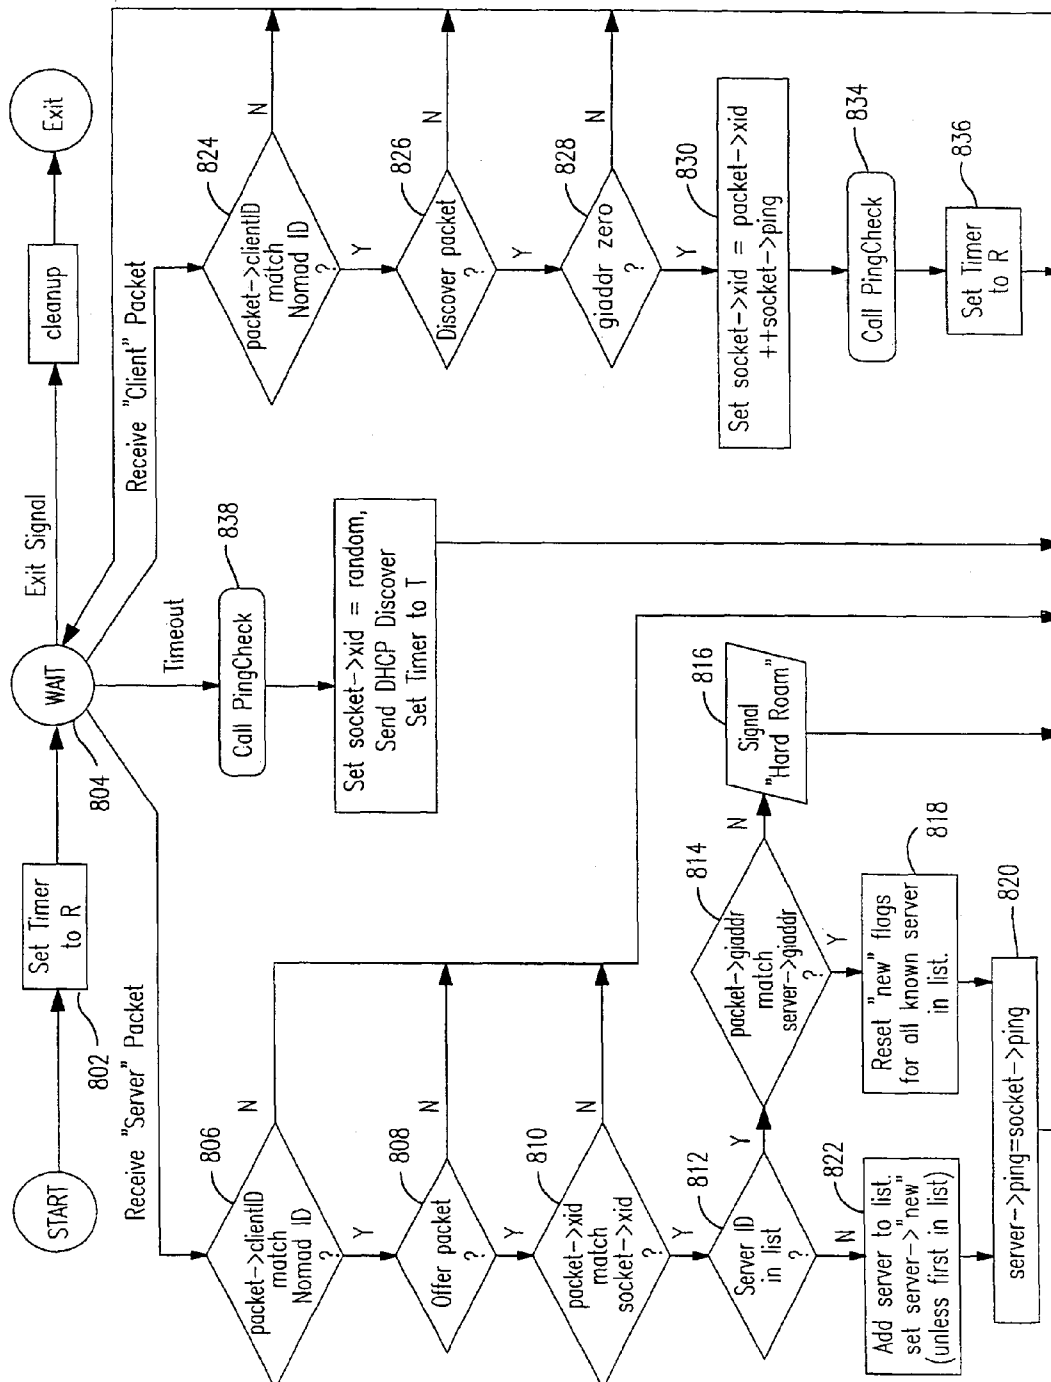 START
Set Timer
to R
802
WAIT
804
Exit Signal
cleanup
Exit
Receive "Server" Packet
packet->clientID
match
Nomad ID
?
806
N
Y
Offer packet
?
808
N
Y
packet->xid
match
socket->xid
?
810
N
Y
Server ID
in list
?
812
Y
N
packet->giaddr
match
server->giaddr
?
814
N
Y
Signal
"Hard Roam"
816
Reset "new" flags
for all known server
in list.
818
Add server to list.
set server->"new"
(unless first in list)
822
server->ping=socket->ping
820
Timeout
Call PingCheck
838
Set socket->xid = random,
Send DHCP Discover
Set Timer to T
Receive "Client" Packet
packet->clientID
match
Nomad ID
?
824
N
Y
Discover packet
?
826
N
Y
giaddr zero
?
828
N
Y
Set socket->xid = packet->xid
++socket->ping
830
Call PingCheck
834
Set Timer
to R
836